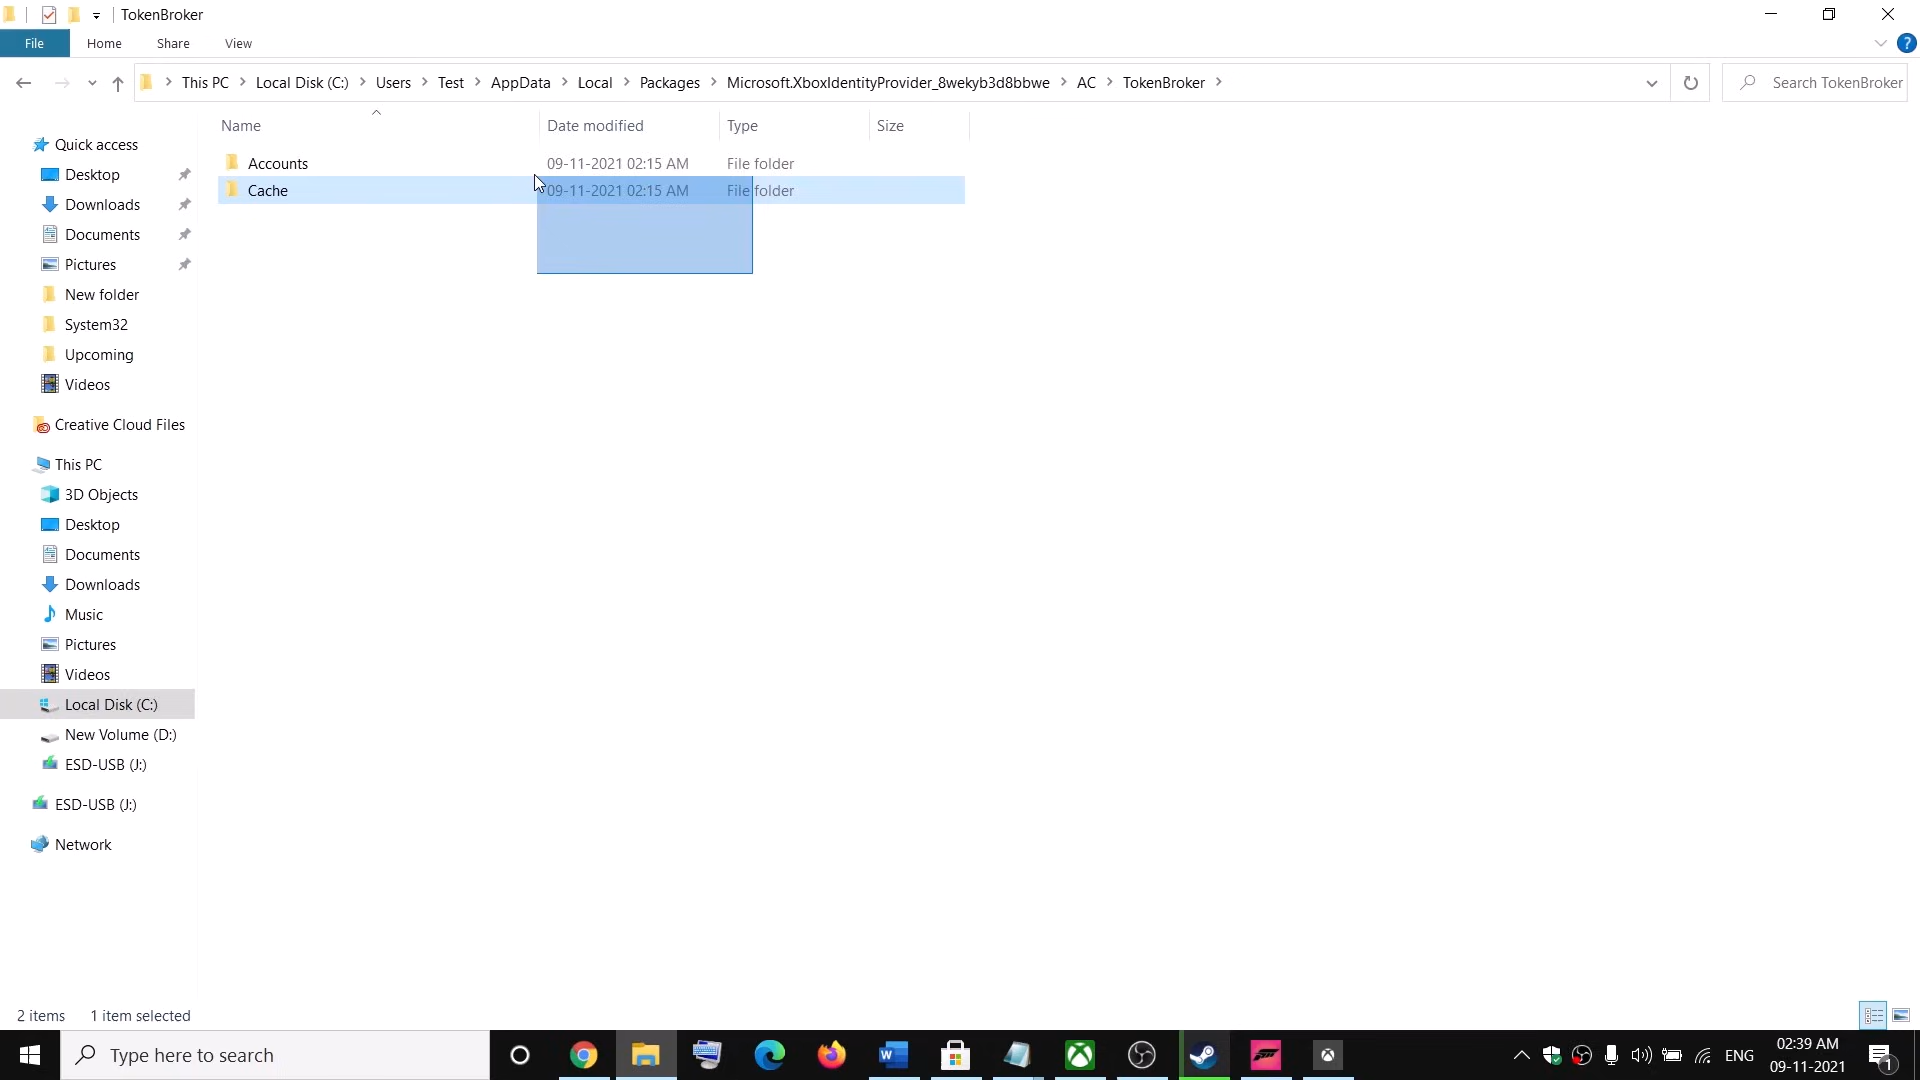 TokenBroker
File Home Share View
This PC Local Disk (C:) Users Test AppData Local Packages Microsoft.XboxIdentityProvider_8wekyb3d8bbwe AC TokenBroker Search TokenBroker
Name Date modified Type Size
Accounts 09-11-2021 02:15 AM File folder
Cache 09-11-2021 02:15 AM File folder
Quick access
Desktop
Downloads
Documents
Pictures
New folder
System32
Upcoming
Videos
Creative Cloud Files
This PC
3D Objects
Desktop
Documents
Downloads
Music
Pictures
Videos
Local Disk (C:)
New Volume (D:)
ESD-USB (J:)
ESD-USB (J:)
Network
2 items 1 item selected
Type here to search
ENG
02:39 AM
09-11-2021
1